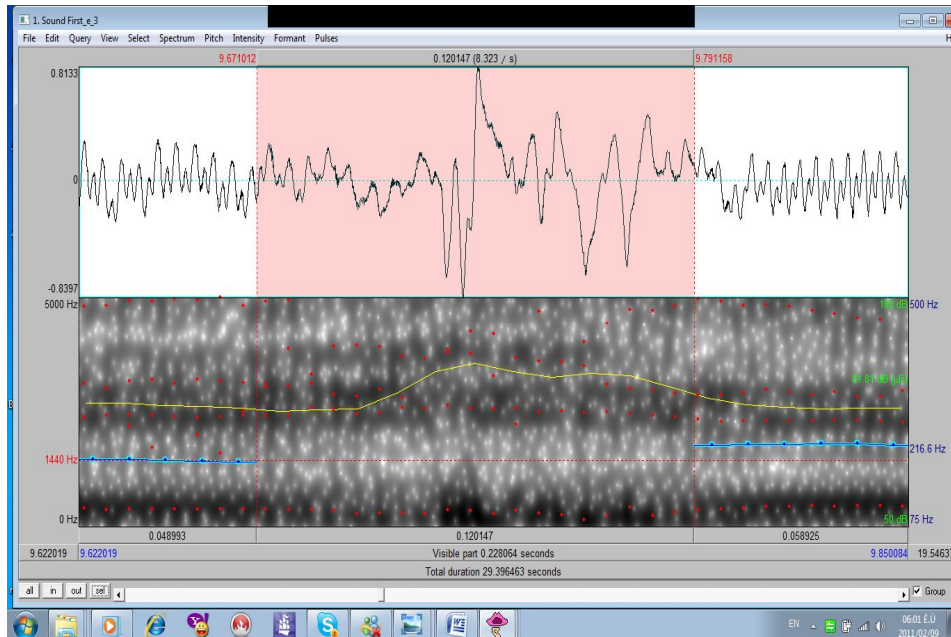 1. Sound First_e_3
File Edit Query View Select Spectrum Pitch Intensity Formant Pulses H
9.671012 0.120147 (8.323 / s) 9.791158
0.8133
0
-0.8397
5000 Hz 100 dB 500 Hz
1440 Hz 216.6 Hz
0 Hz 50 dB 75 Hz
0.048993 0.120147 0.058925
9.622019 9.622019 Visible part 0.228064 seconds 9.850084 19.54637
Total duration 29.396463 seconds
all in out sel Group
EN 06:01
2011/02/09